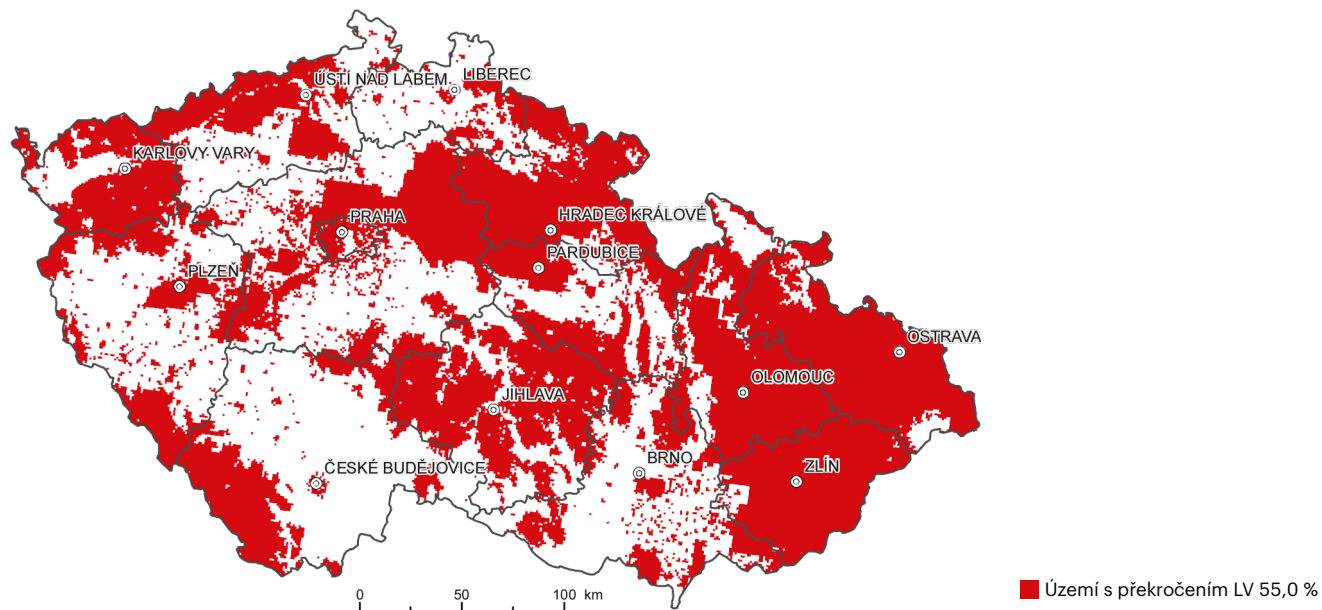 ÚSTÍ NAD LABEM
LIBEREC
KARLOVY VARY
PRAHA
HRADEC KRÁLOVÉ
PARDUBICE
PLZEŇ
OSTRAVA
OLOMOUC
JIHLAVA
BRNO
ZLÍN
ČESKÉ BUDĚJOVICE
0 50 100 km
Území s překročením LV 55,0 %